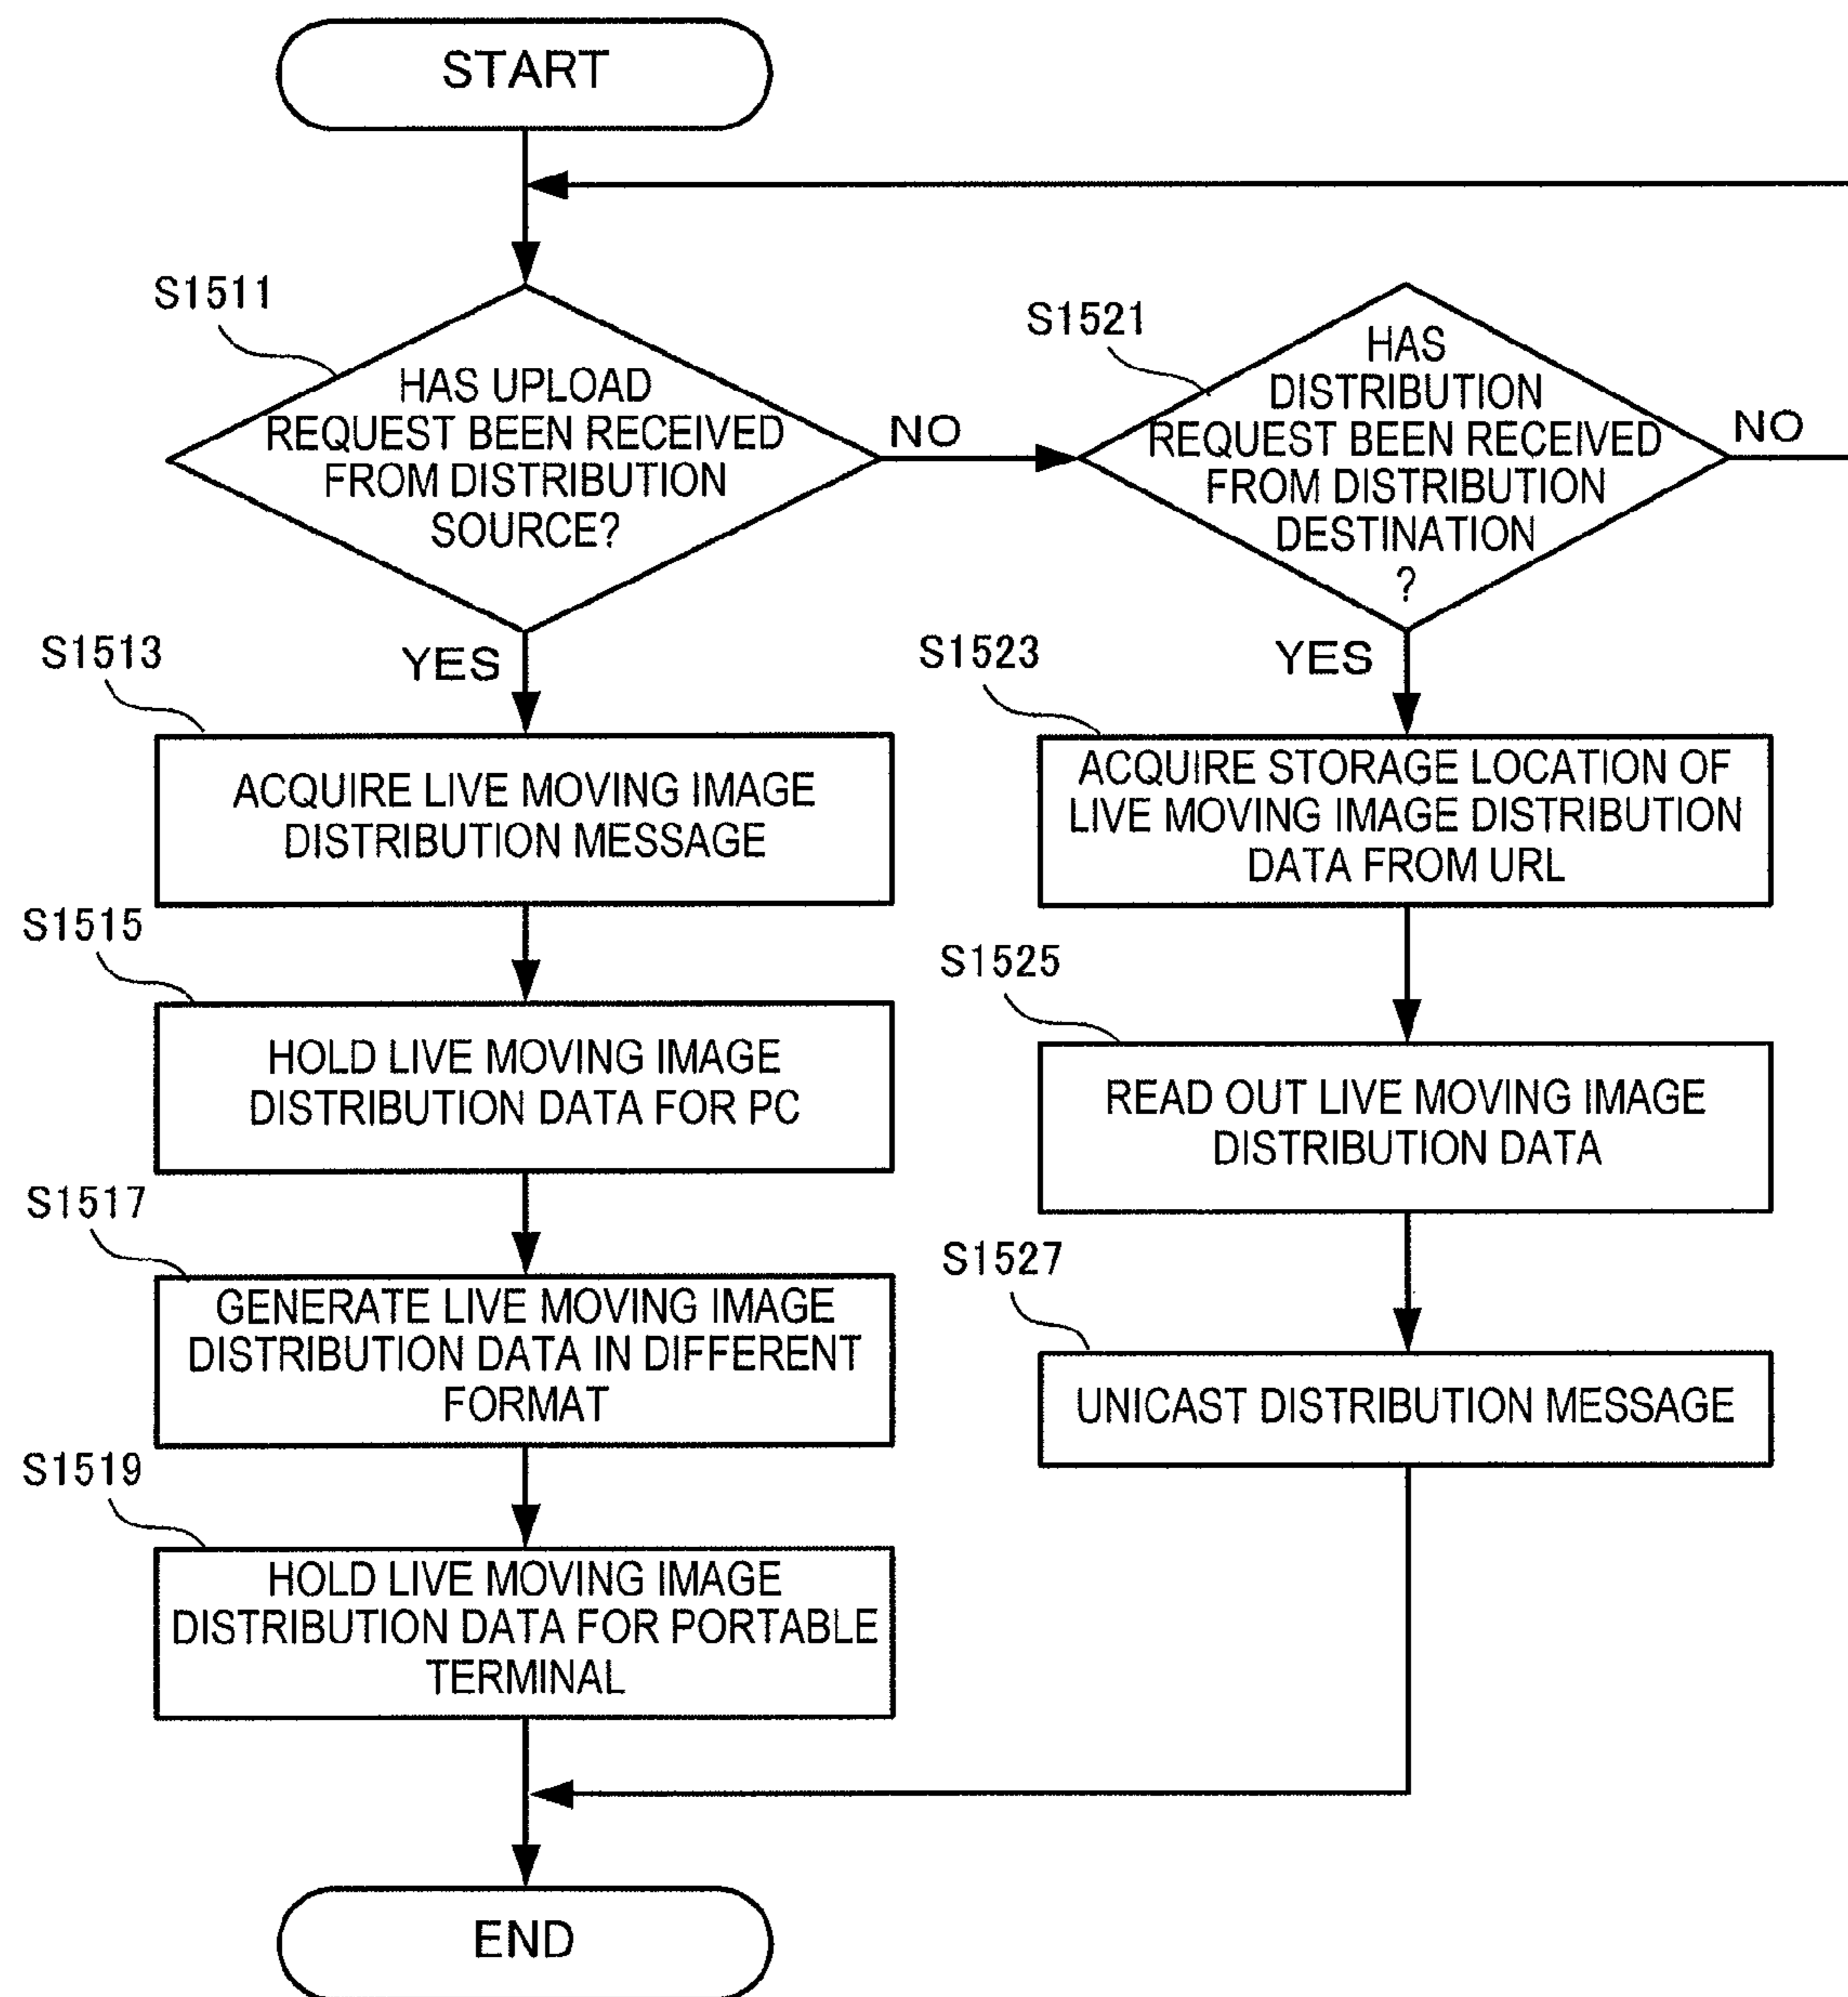 START
S1511
HAS UPLOAD
REQUEST BEEN RECEIVED
FROM DISTRIBUTION
SOURCE?
NO
YES
S1513
ACQUIRE LIVE MOVING IMAGE
DISTRIBUTION MESSAGE
S1515
HOLD LIVE MOVING IMAGE
DISTRIBUTION DATA FOR PC
S1517
GENERATE LIVE MOVING IMAGE
DISTRIBUTION DATA IN DIFFERENT
FORMAT
S1519
HOLD LIVE MOVING IMAGE
DISTRIBUTION DATA FOR PORTABLE
TERMINAL
S1521
HAS
DISTRIBUTION
REQUEST BEEN RECEIVED
FROM DISTRIBUTION
DESTINATION
?
NO
YES
S1523
ACQUIRE STORAGE LOCATION OF
LIVE MOVING IMAGE DISTRIBUTION
DATA FROM URL
S1525
READ OUT LIVE MOVING IMAGE
DISTRIBUTION DATA
S1527
UNICAST DISTRIBUTION MESSAGE
END